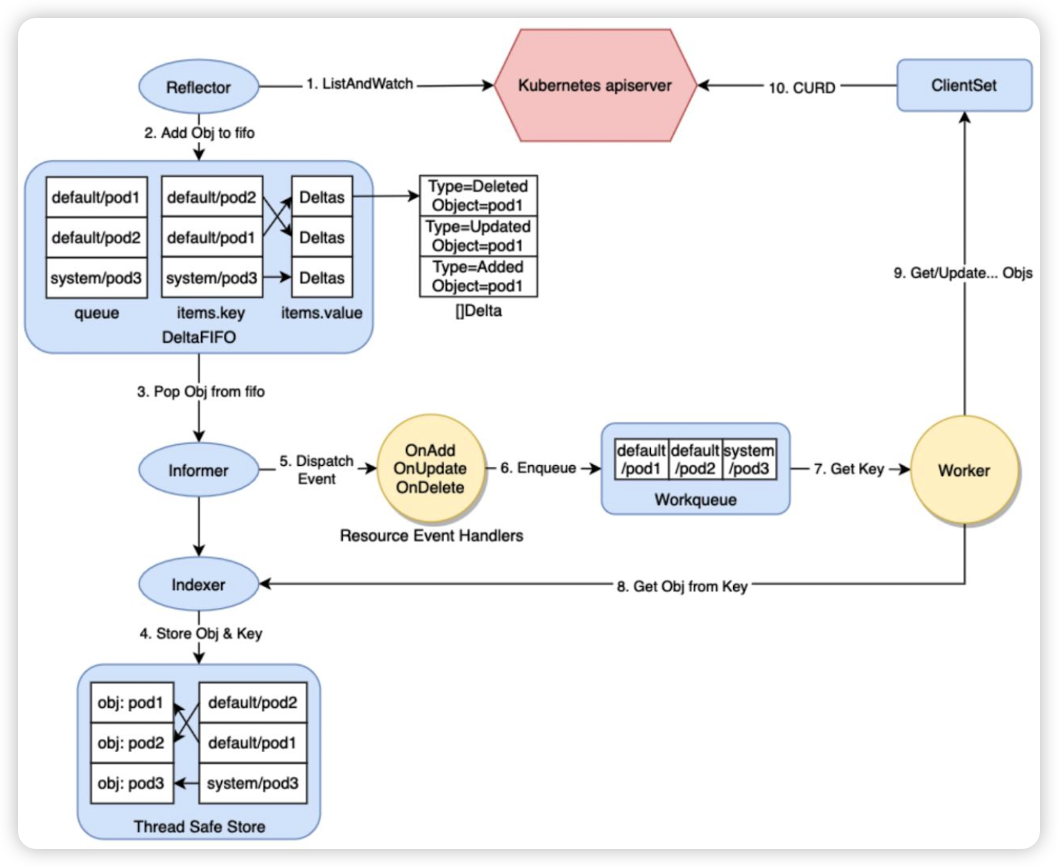 Reflector
1. ListAndWatch
Kubernetes apiserver
10. CURD
ClientSet
2. Add Obj to fifo
default/pod1
default/pod2
system/pod3
queue
default/pod2
default/pod1
system/pod3
items.key
Deltas
Deltas
Deltas
items.value
DeltaFIFO
Type=Deleted
Object=pod1
Type=Updated
Object=pod1
Type=Added
Object=pod1
[]Delta
9. Get/Update... Objs
3. Pop Obj from fifo
Informer
5. Dispatch
Event
OnAdd
OnUpdate
OnDelete
Resource Event Handlers
6. Enqueue
default
/pod1
default
/pod2
system
/pod3
Workqueue
7. Get Key
Worker
8. Get Obj from Key
Indexer
4. Store Obj & Key
obj: pod1
obj: pod2
obj: pod3
default/pod2
default/pod1
system/pod3
Thread Safe Store